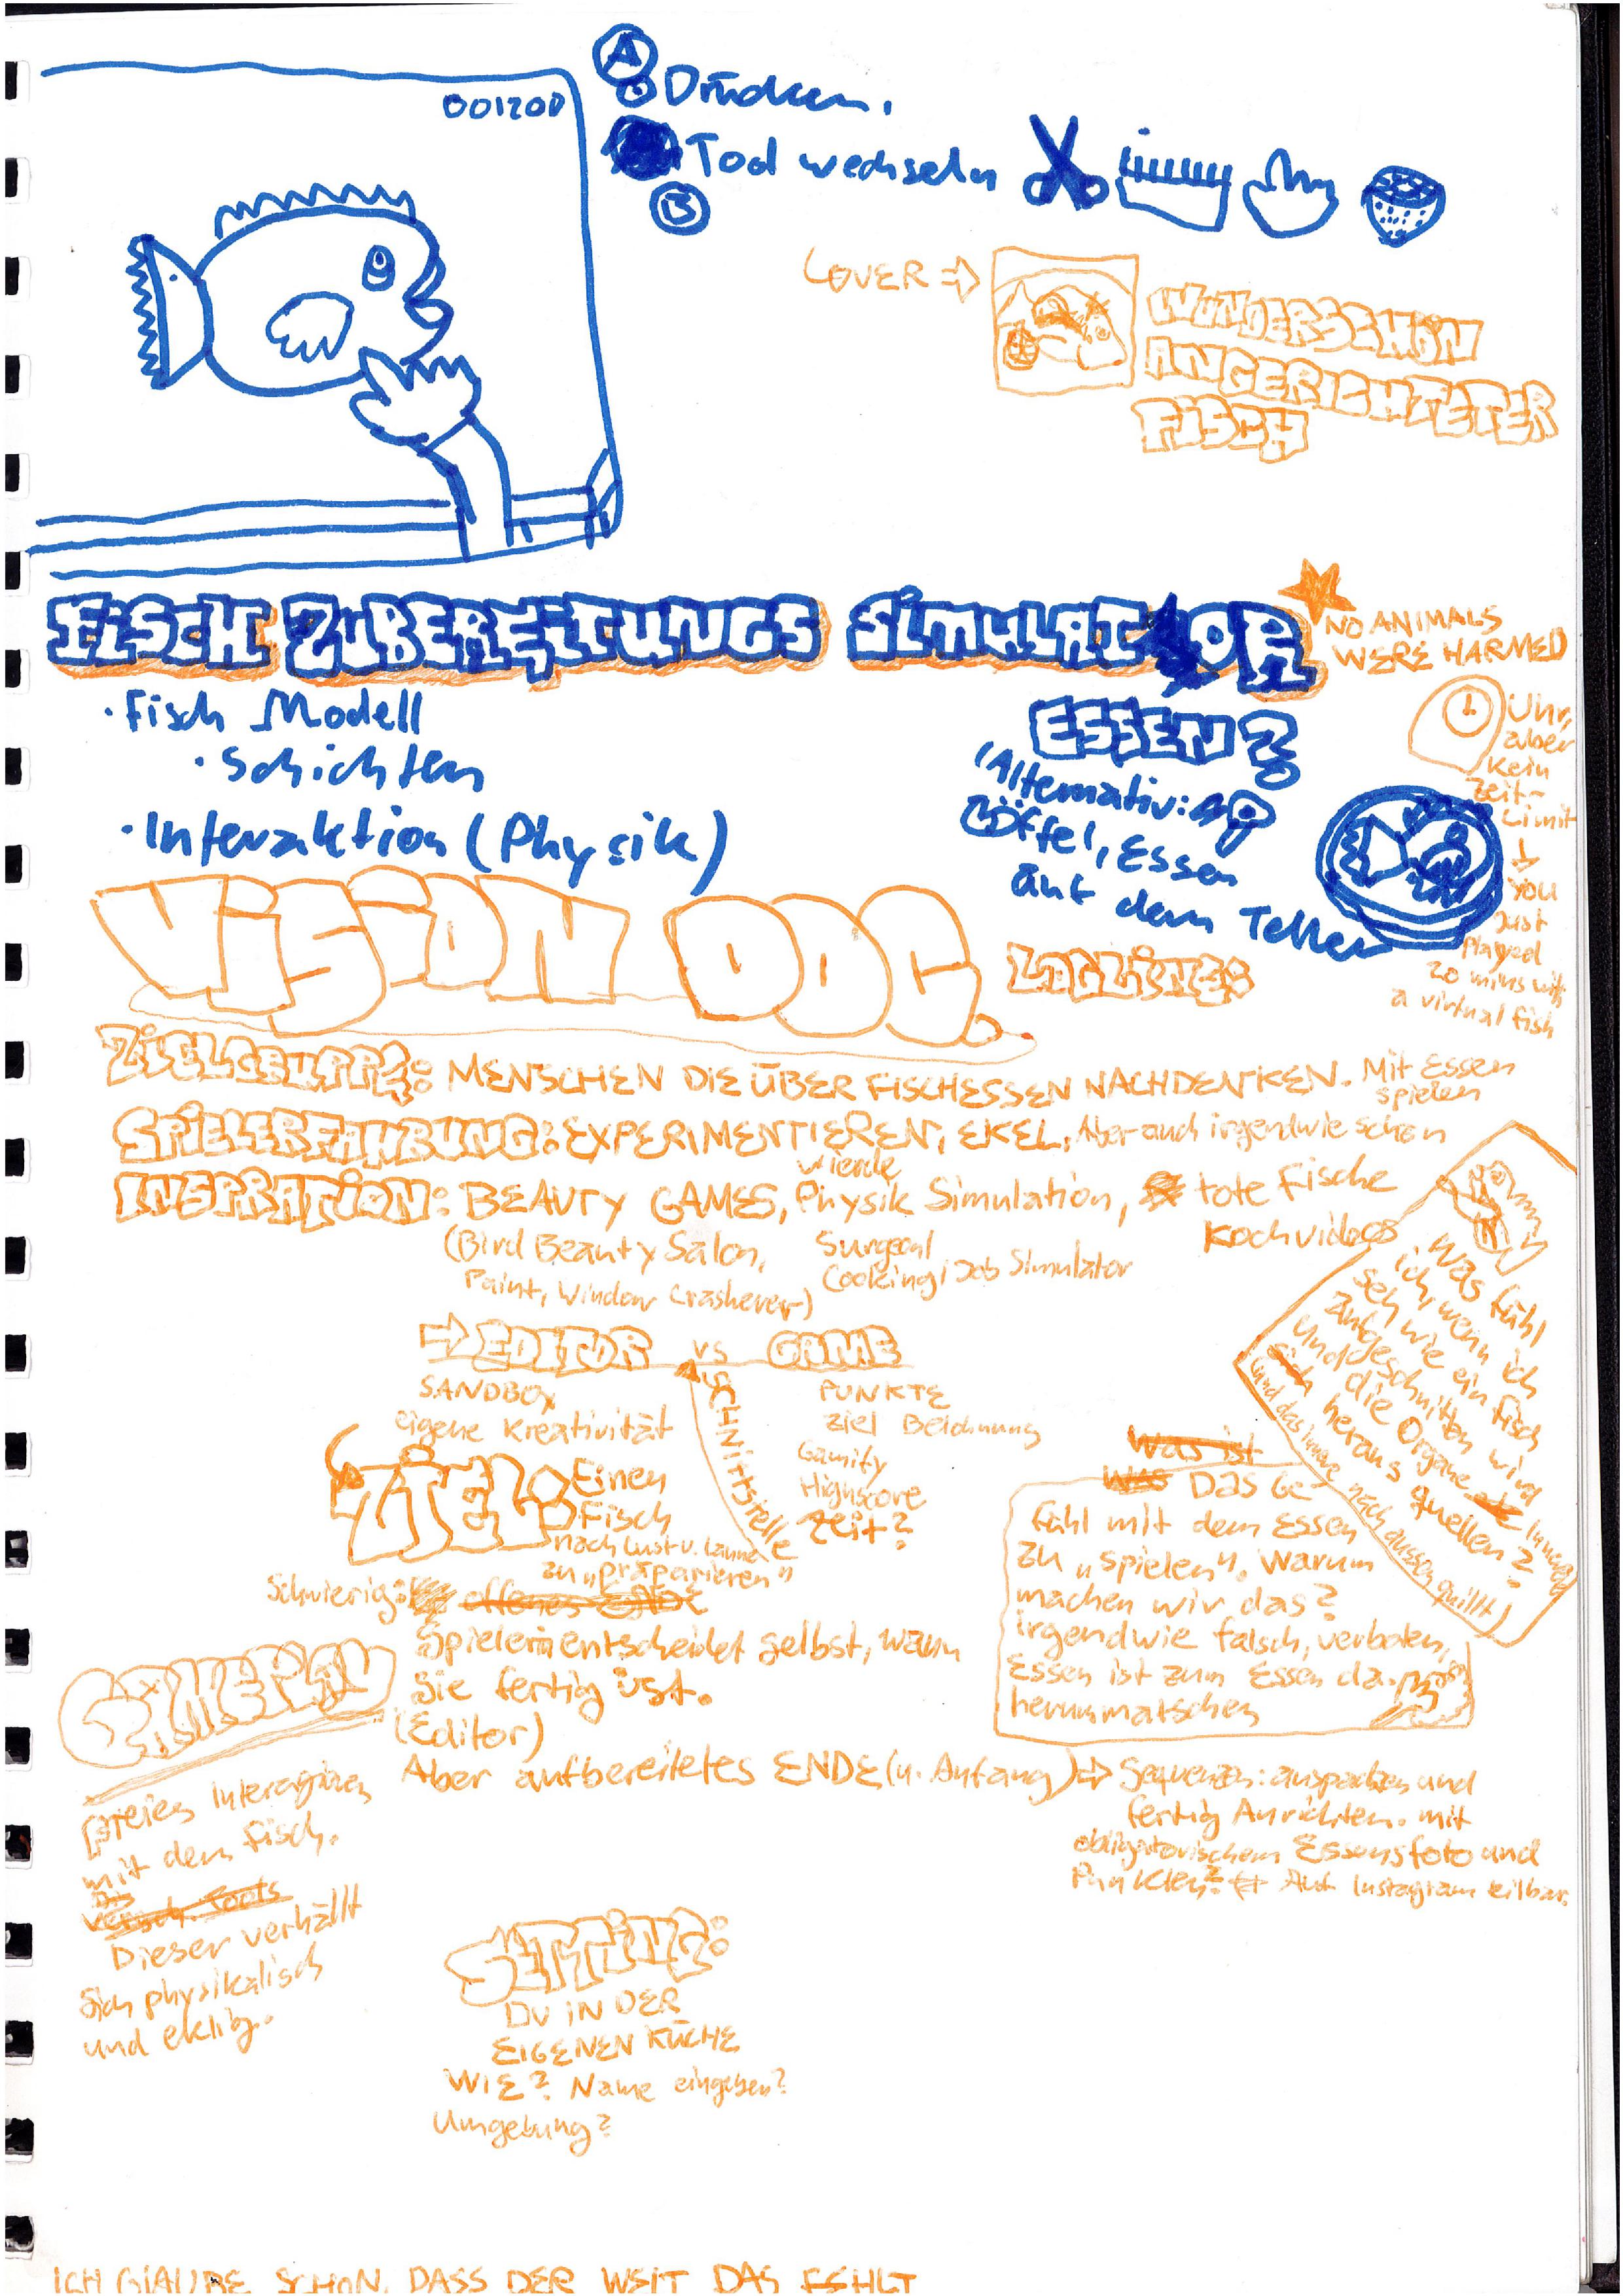 001200
A
Drücken.
Tool wechseln
B
COVER ⇒
WUNDERSCHÖN
ANGERICHTETER
FISCH
FISCH ZUBEREITUNGS SIMULATOR
NO ANIMALS
WERE HARMED
· Fisch Modell
· Schichten
· Interaktion (Physik)
ESSEN?
Alternativ:
Löffel, Essen
auf dem Teller
Uhr,
aber
kein
Zeit-
Limit
↓
YOU
just
played
20 mins with
a virtual fish
VISION DOC.
LOGLINE:
ZIELGRUPPE: MENSCHEN DIE ÜBER FISCHESSEN NACHDENKEN. Mit Essen
spielen
SPIELERFAHRUNG: EXPERIMENTIEREN, EKEL, Aber auch irgendwie schön
INSPIRATION: BEAUTY GAMES, wierde Physik Simulation, tote Fische
Kochvideos
(Bird Beauty Salon,
Paint, Window Crasherer)
Surgeon/
Cooking/Job Simulator
⇒ EDITOR vs GAME
SANDBOX
eigene Kreativität
SCHNITTSTELLE
PUNKTE
Ziel Belohnung
Gamify
Highscore
Zeit?
ZIEL: Einen
Fisch
nach Lust u. Laune
zu „präparieren"
Schwierig: offenes ENDE
Spielerin entscheidet selbst, wann
sie fertig ist.
(Editor)
Aber aufbereitetes ENDE (u. Anfang) ⇒ Sequenzen: auspacken und
fertig Anrichten. mit
obligatorischem Essensfoto und
Punkten? Auf Instagram teilbar.
Was fühl
ich, wenn ich
seh wie ein Fisch
aufgeschnitten wird
und die Organe
sich heraus quellen?
(und das innere nach aussen quillt)
Was ist
Was Das Ge
fühl mit dem Essen
zu „spielen". Warum
machen wir das?
irgendwie falsch, verboten,
Essen ist zum Essen da.
herummatschen
GAMEPLAY
freies Interagieren
mit dem Fisch.
versch. Tools
Dieser verhält
sich physikalisch
und eklig.
SETTING:
DU IN DER
EIGENEN KÜCHE
WIE? Name eingeben?
Umgebung?
ICH GLAUBE SCHON, DASS DER WELT DAS FEHLT